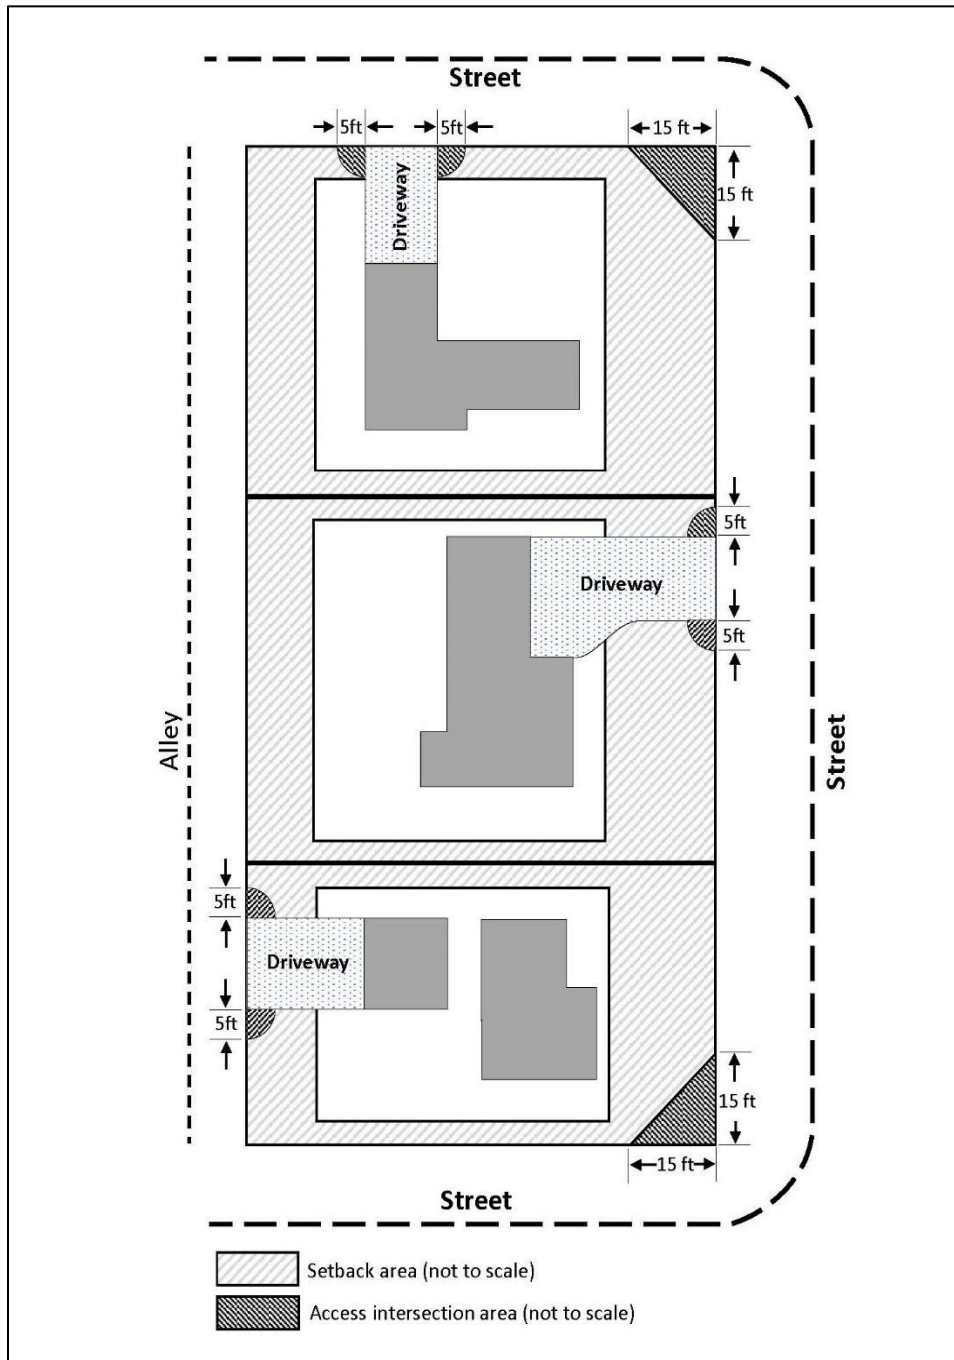 Street
5ft
5ft
15 ft
15 ft
Driveway
5ft
Driveway
5ft
Alley
Street
5ft
Driveway
5ft
15 ft
15 ft
Street
Setback area (not to scale)
Access intersection area (not to scale)